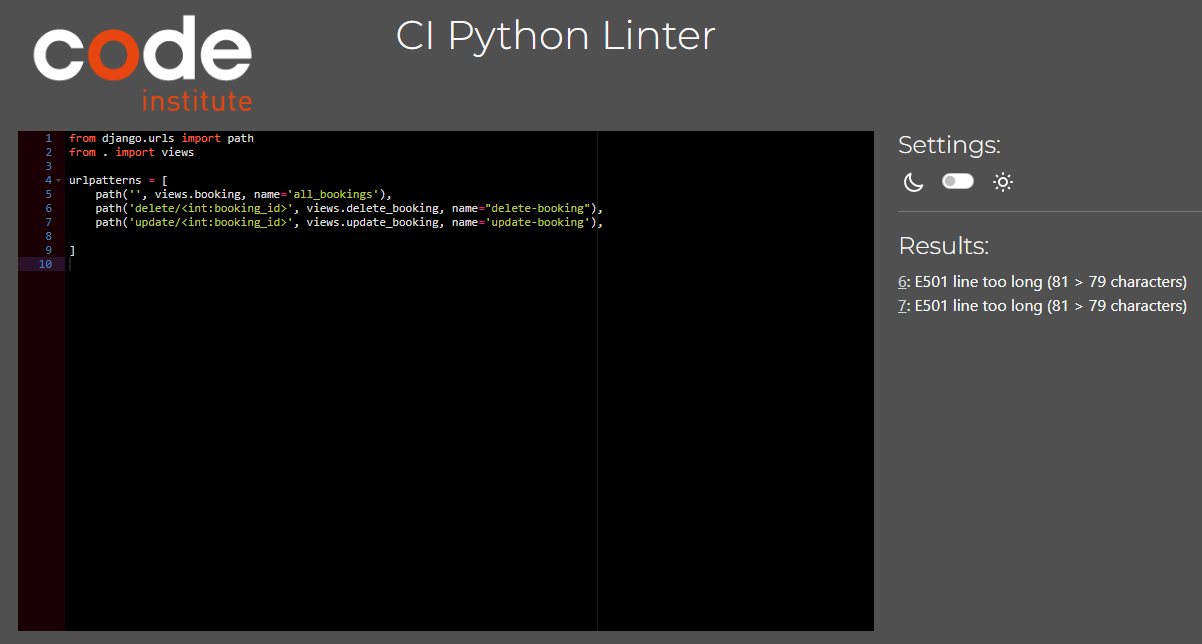 code
institute
CI Python Linter
1 from django.urls import path
2 from . import views
3
4 urlpatterns = [
5     path('', views.booking, name='all_bookings'),
6     path('delete/<int:booking_id>', views.delete_booking, name="delete-booking"),
7     path('update/<int:booking_id>', views.update_booking, name='update-booking'),
8
9 ]
10
Settings:
Results:
6: E501 line too long (81 > 79 characters)
7: E501 line too long (81 > 79 characters)